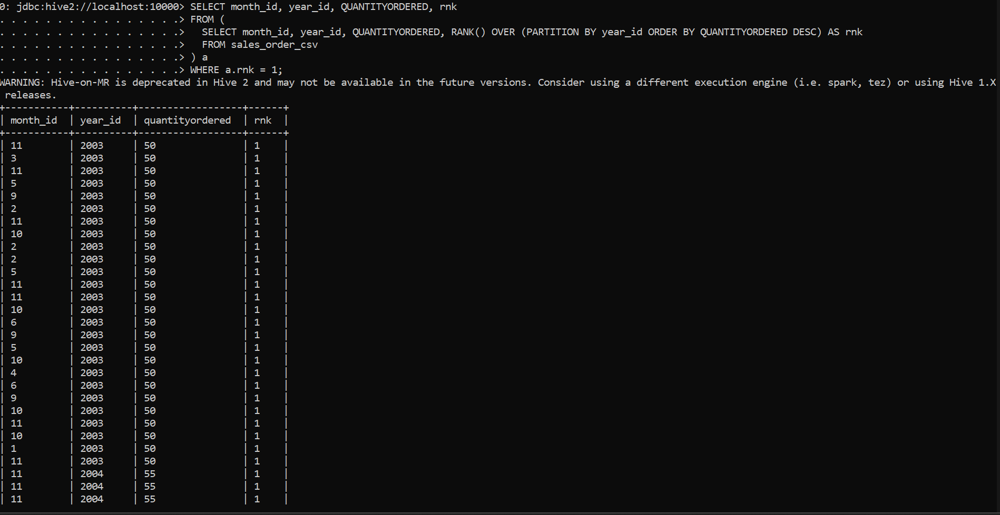 0: jdbc:hive2://localhost:10000> SELECT month_id, year_id, QUANTITYORDERED, rnk
. . . . . . . . . . . . . . . .> FROM (
. . . . . . . . . . . . . . . .>   SELECT month_id, year_id, QUANTITYORDERED, RANK() OVER (PARTITION BY year_id ORDER BY QUANTITYORDERED DESC) AS rnk
. . . . . . . . . . . . . . . .>   FROM sales_order_csv
. . . . . . . . . . . . . . . .> ) a
. . . . . . . . . . . . . . . .> WHERE a.rnk = 1;
WARNING: Hive-on-MR is deprecated in Hive 2 and may not be available in the future versions. Consider using a different execution engine (i.e. spark, tez) or using Hive 1.X
 releases.
+-----------+----------+------------------+------+
| month_id  | year_id  | quantityordered  | rnk  |
+-----------+----------+------------------+------+
| 11        | 2003     | 50               | 1    |
| 3         | 2003     | 50               | 1    |
| 11        | 2003     | 50               | 1    |
| 5         | 2003     | 50               | 1    |
| 9         | 2003     | 50               | 1    |
| 2         | 2003     | 50               | 1    |
| 11        | 2003     | 50               | 1    |
| 10        | 2003     | 50               | 1    |
| 2         | 2003     | 50               | 1    |
| 2         | 2003     | 50               | 1    |
| 5         | 2003     | 50               | 1    |
| 11        | 2003     | 50               | 1    |
| 11        | 2003     | 50               | 1    |
| 10        | 2003     | 50               | 1    |
| 6         | 2003     | 50               | 1    |
| 9         | 2003     | 50               | 1    |
| 5         | 2003     | 50               | 1    |
| 10        | 2003     | 50               | 1    |
| 4         | 2003     | 50               | 1    |
| 6         | 2003     | 50               | 1    |
| 9         | 2003     | 50               | 1    |
| 10        | 2003     | 50               | 1    |
| 11        | 2003     | 50               | 1    |
| 10        | 2003     | 50               | 1    |
| 1         | 2003     | 50               | 1    |
| 11        | 2003     | 50               | 1    |
| 11        | 2004     | 55               | 1    |
| 11        | 2004     | 55               | 1    |
| 11        | 2004     | 55               | 1    |